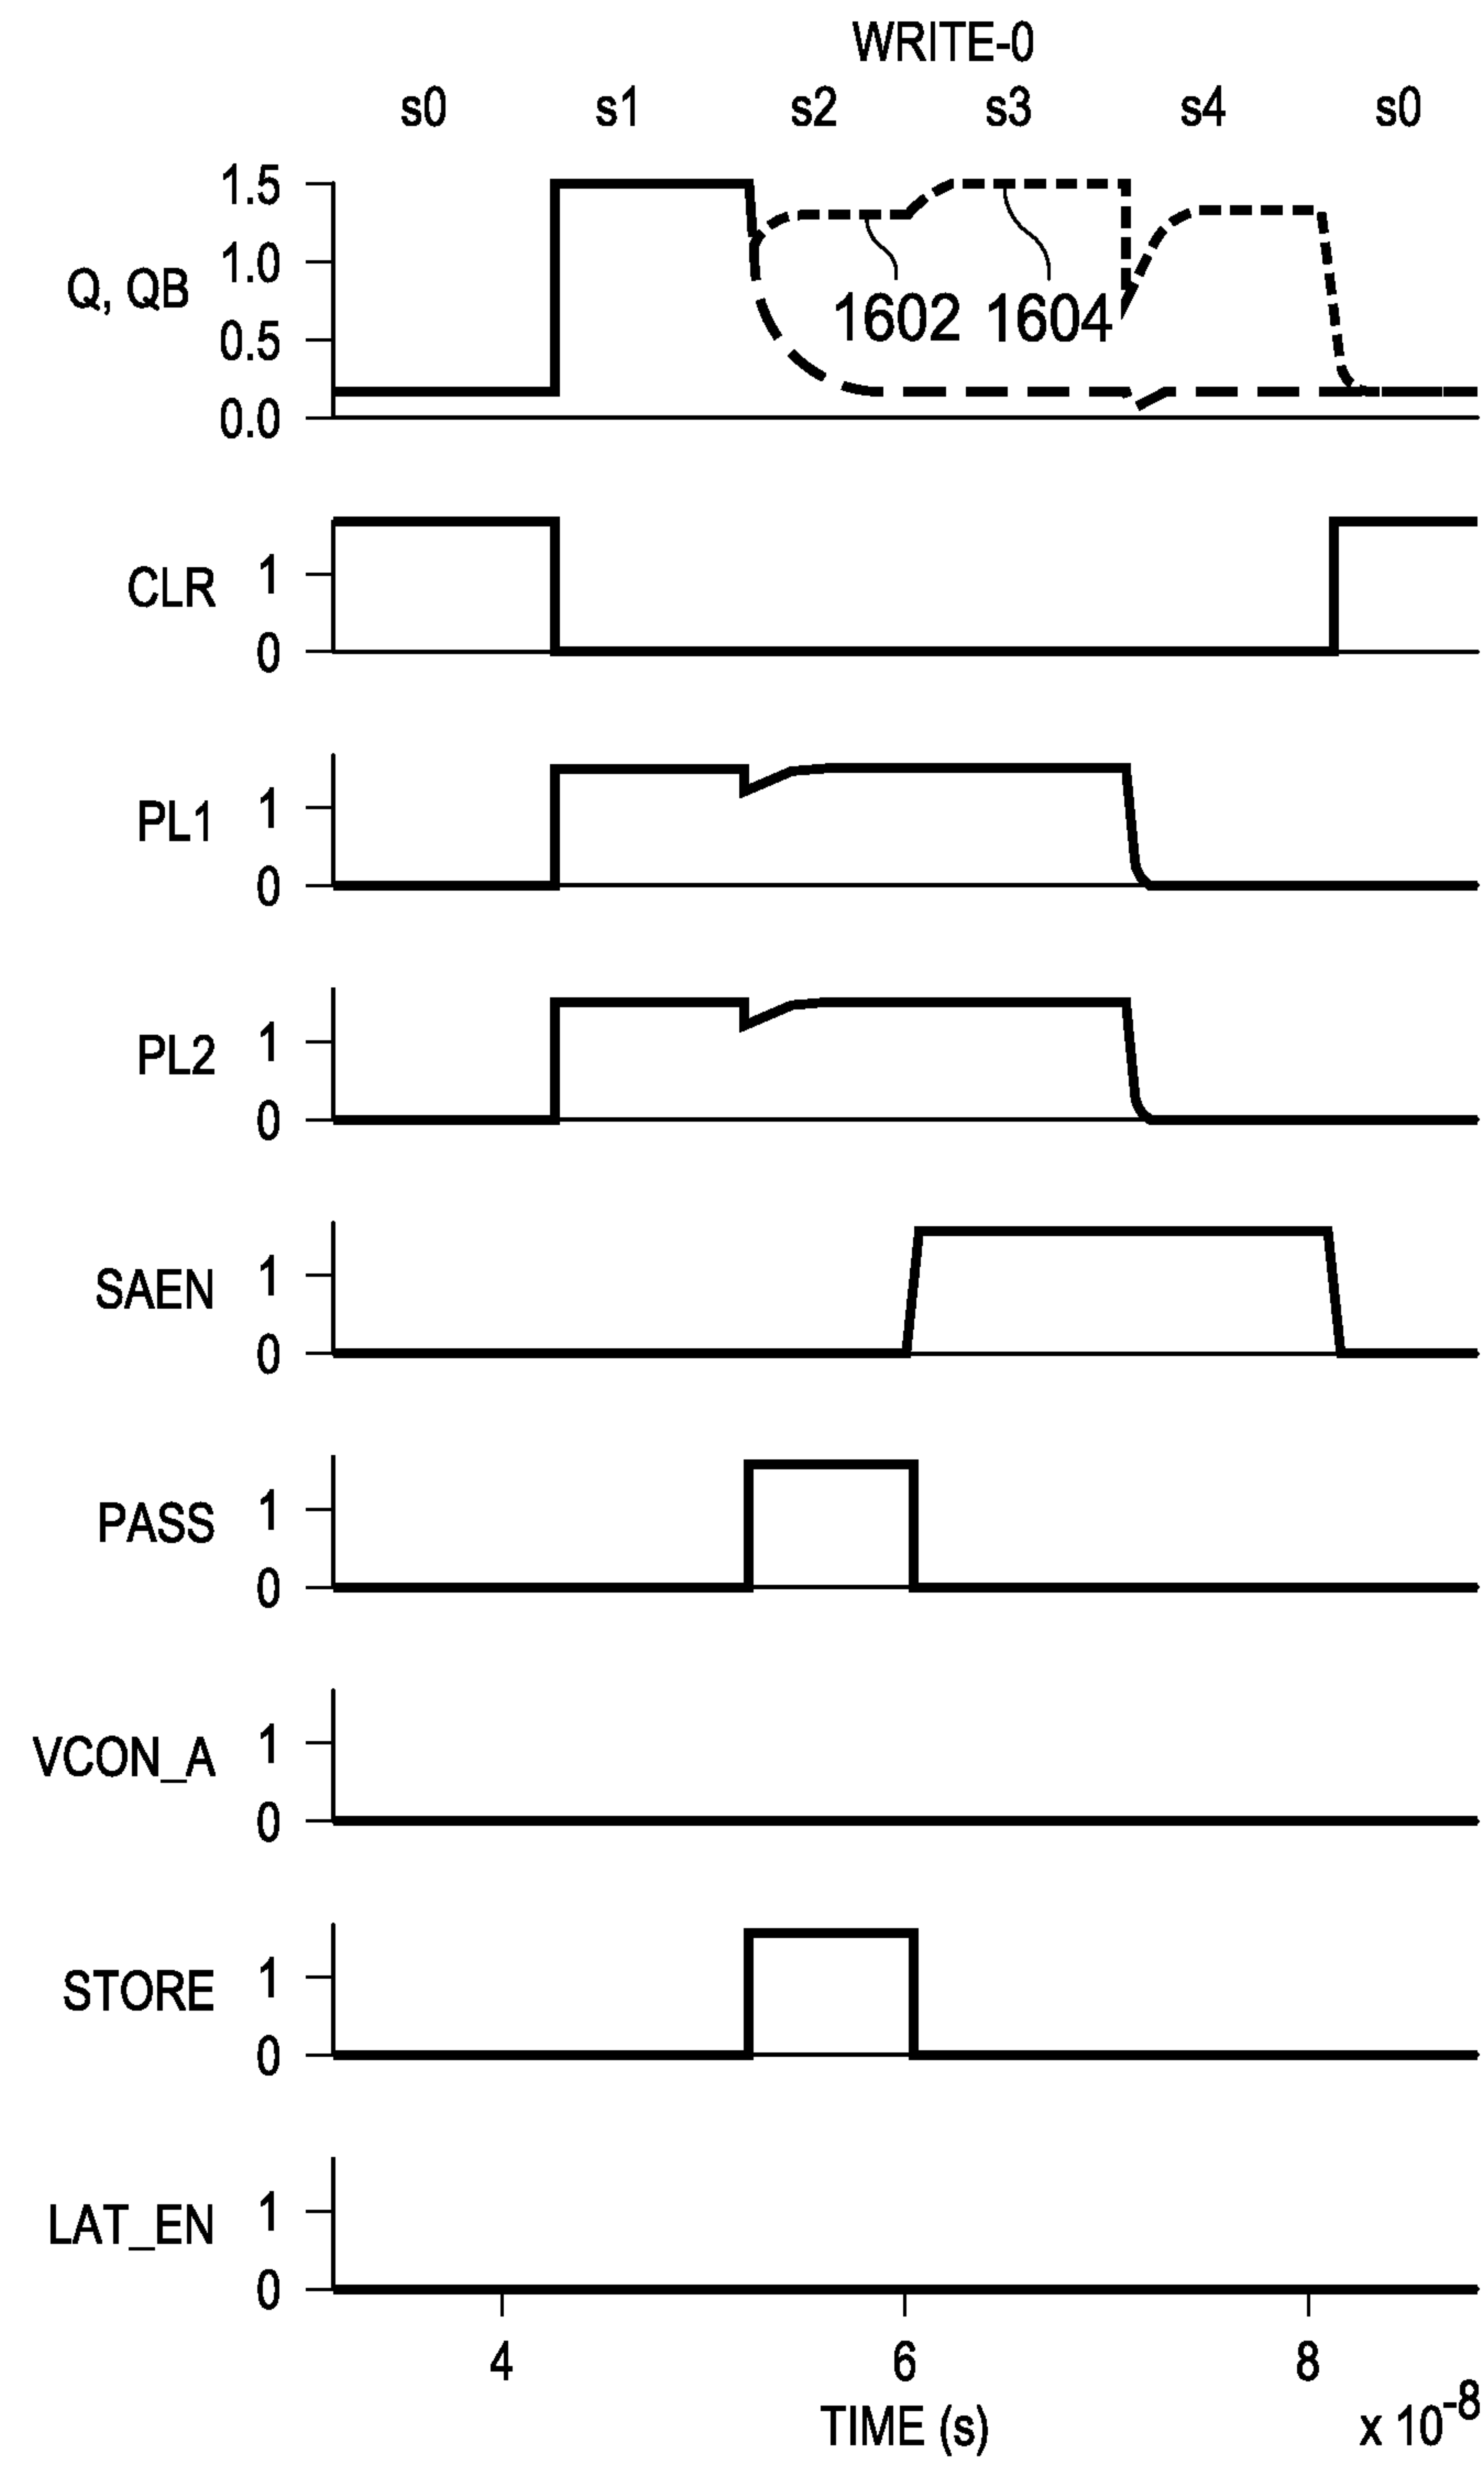 WRITE-0
s0 s1 s2 s3 s4 s0
1.5
1.0
Q, QB
1602 1604
0.5
0.0
CLR 1
0
PL1 1
0
PL2 1
0
SAEN 1
0
PASS 1
0
VCON_A 1
0
STORE 1
0
LAT_EN 1
0
4 6 8
TIME (s) x 10-8